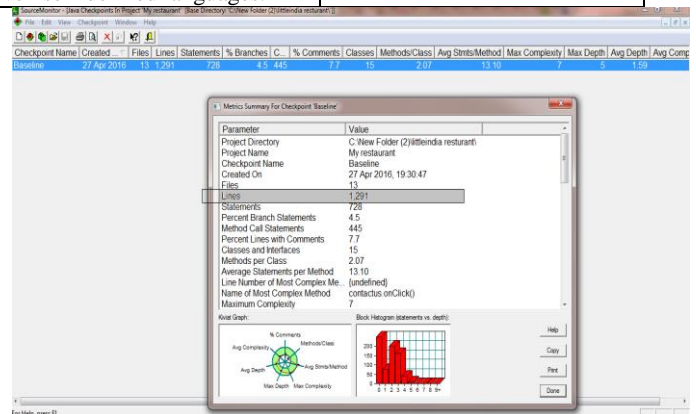 SourceMonitor - [Java Checkpoints In Project 'My restaurant' [Base Directory: 'C:\New Folder (2)\littleindia resturant\']]
File Edit View Checkpoint Window Help
Checkpoint Name Created ... Files Lines Statements % Branches C... % Comments Classes Methods/Class Avg Stmts/Method Max Complexity Max Depth Avg Depth Avg Comp
Baseline 27 Apr 2016 13 1,291 728 4.5 445 7.7 15 2.07 13.10 7 5 1.59
Metrics Summary For Checkpoint 'Baseline'
Parameter Value
Project Directory C:\New Folder (2)\littleindia resturant\
Project Name My restaurant
Checkpoint Name Baseline
Created On 27 Apr 2016, 19:30:47
Files 13
Lines 1,291
Statements 728
Percent Branch Statements 4.5
Method Call Statements 445
Percent Lines with Comments 7.7
Classes and Interfaces 15
Methods per Class 2.07
Average Statements per Method 13.10
Line Number of Most Complex Me... {undefined}
Name of Most Complex Method contactus.onClick()
Maximum Complexity 7
Kiviat Graph: Block Histogram (statements vs. depth):
% Comments
Methods/Class
Avg Complexity
Avg Stmts/Method
Avg Depth
Max Depth Max Complexity
200
150
100
50
0
0 1 2 3 4 5 6 7 8 9+
Help
Copy
Print
Done
For Help, press F1